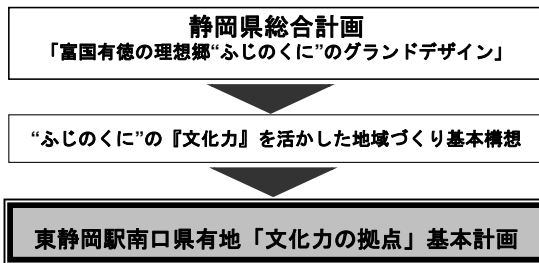 静岡県総合計画
「富国有徳の理想郷“ふじのくに”のグランドデザイン」
“ふじのくに”の『文化力』を活かした地域づくり基本構想
東静岡駅南口県有地「文化力の拠点」基本計画